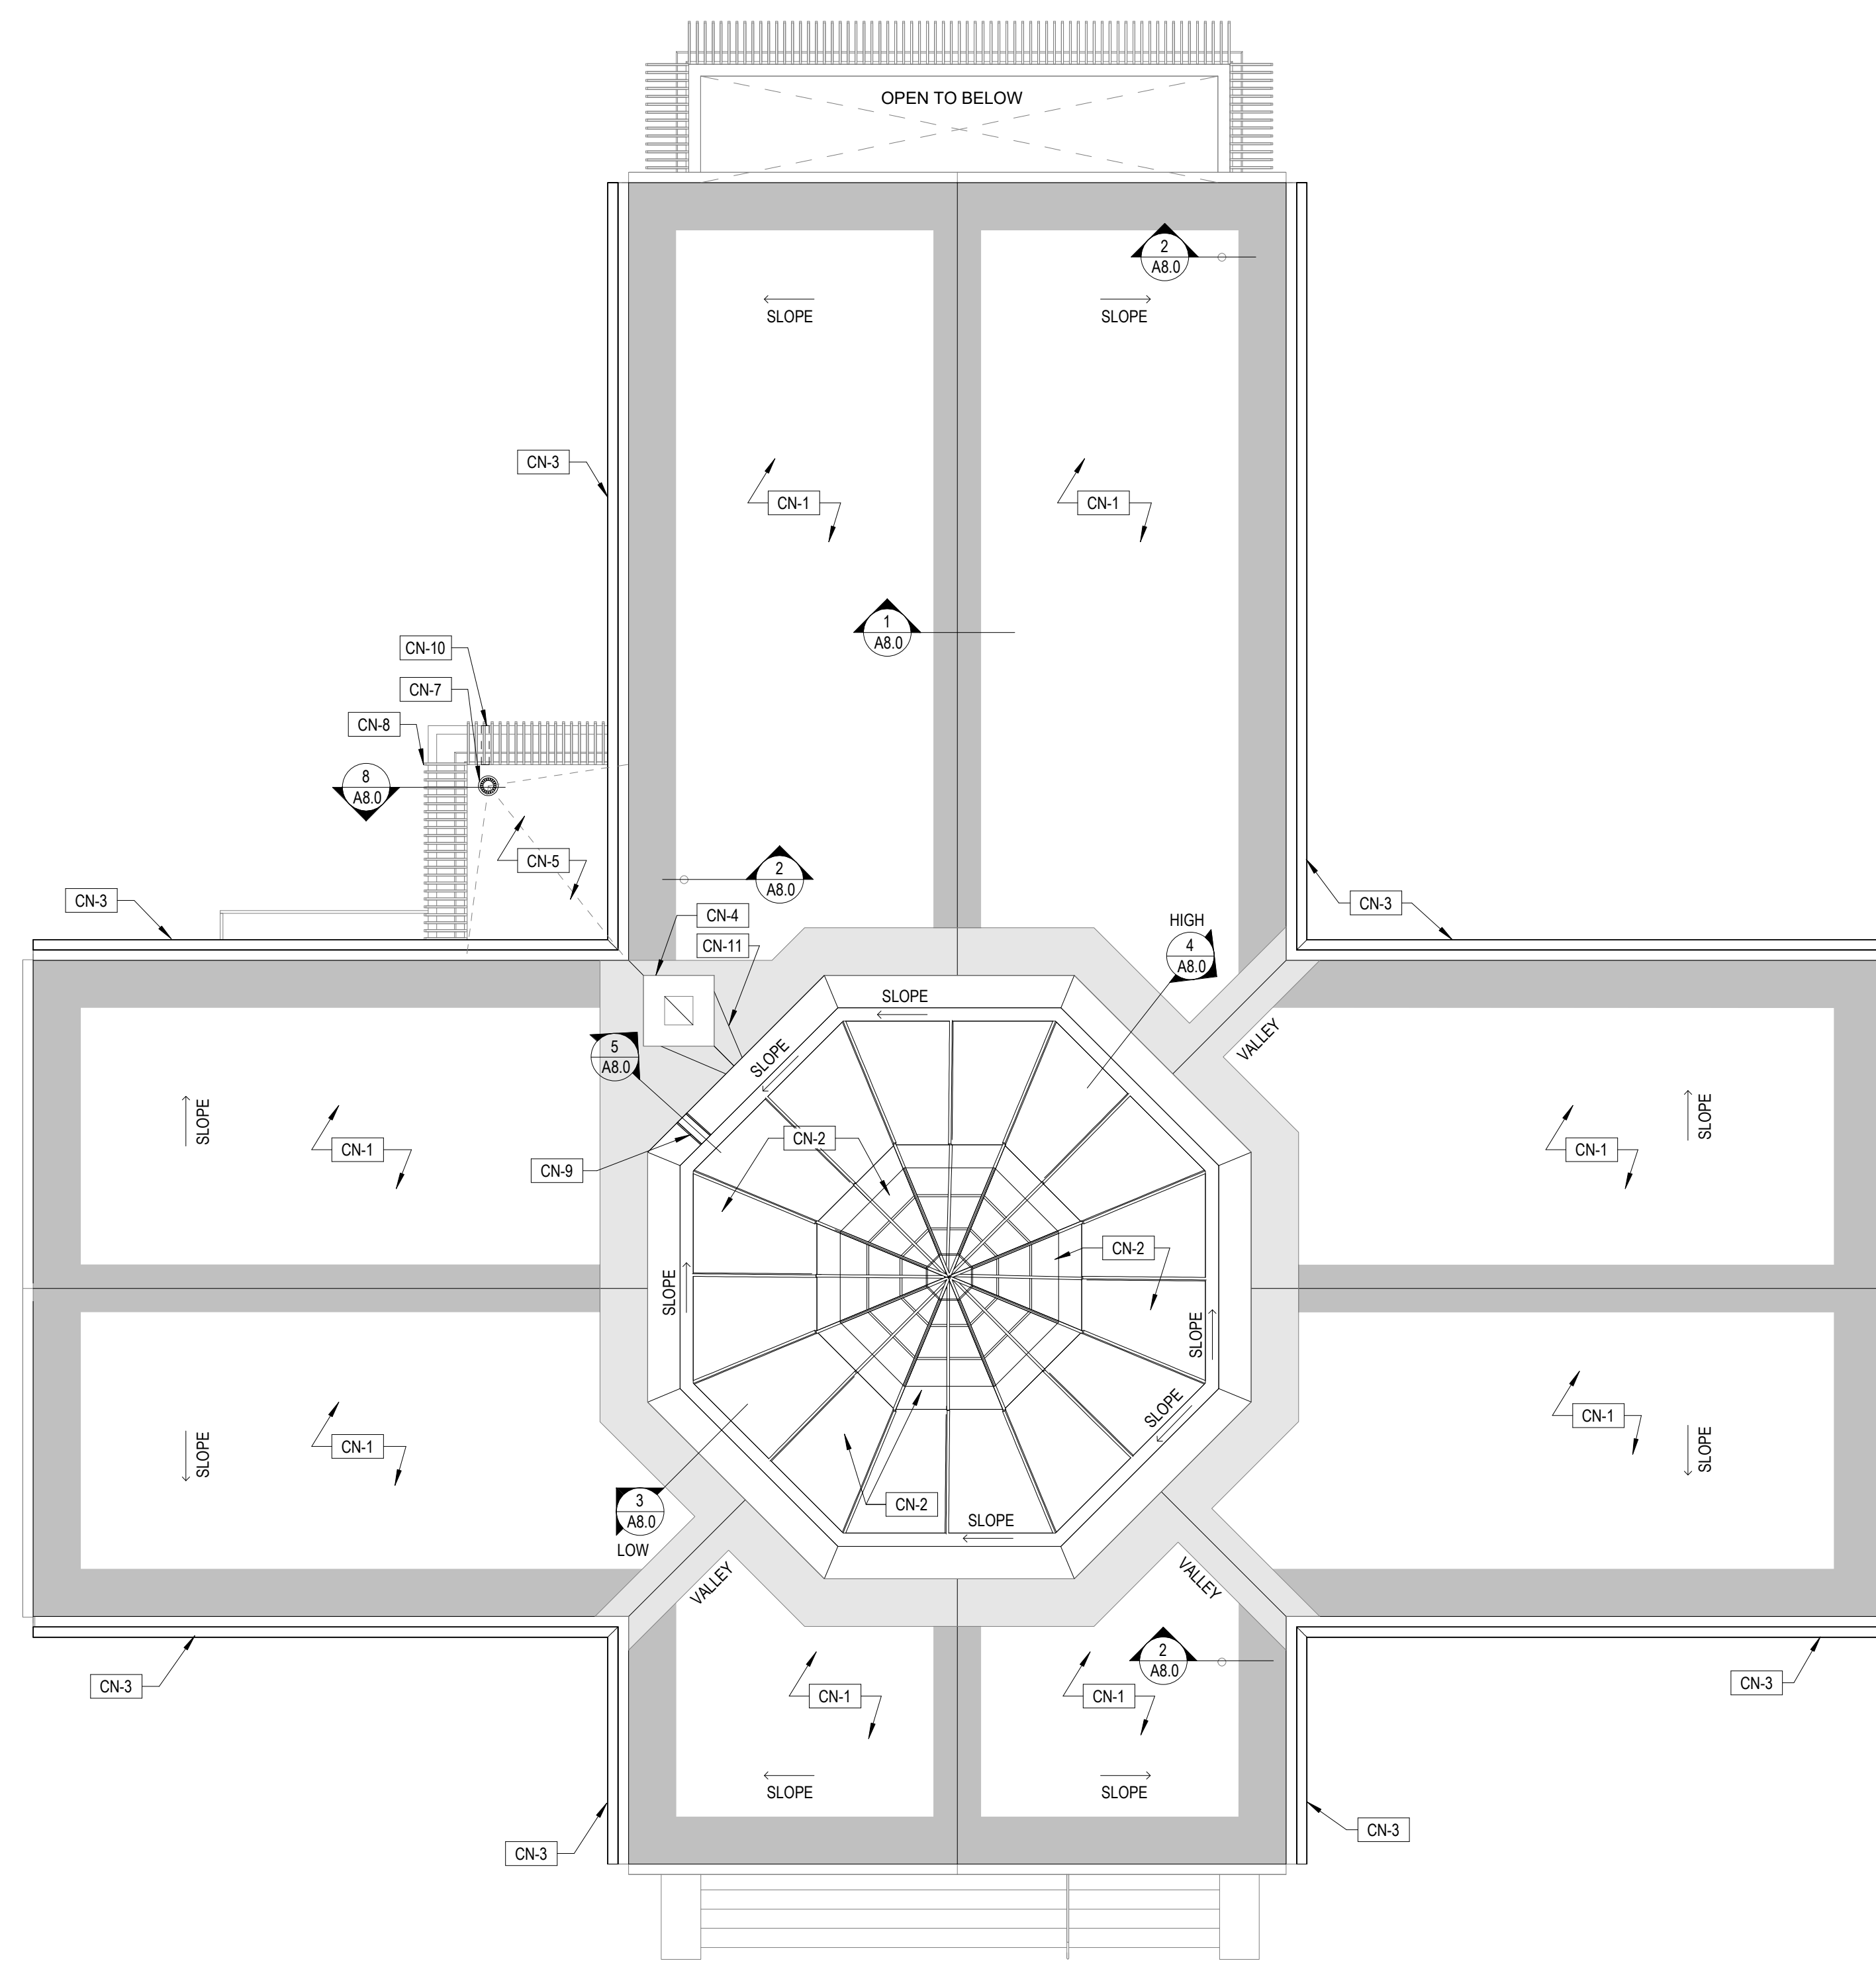 OPEN TO BELOW
2
A8.0
SLOPE
SLOPE
CN-3
CN-1
CN-1
1
A8.0
CN-10
CN-7
CN-8
8
A8.0
CN-5
2
A8.0
CN-3
CN-3
CN-4
HIGH
CN-11
4
A8.0
SLOPE
VALLEY
5
A8.0
SLOPE
SLOPE
SLOPE
CN-1
CN-2
CN-1
CN-9
CN-2
SLOPE
SLOPE
SLOPE
CN-1
CN-1
SLOPE
SLOPE
3
A8.0
CN-2
SLOPE
LOW
VALLEY
VALLEY
2
A8.0
CN-3
CN-1
CN-1
CN-3
SLOPE
SLOPE
CN-3
CN-3